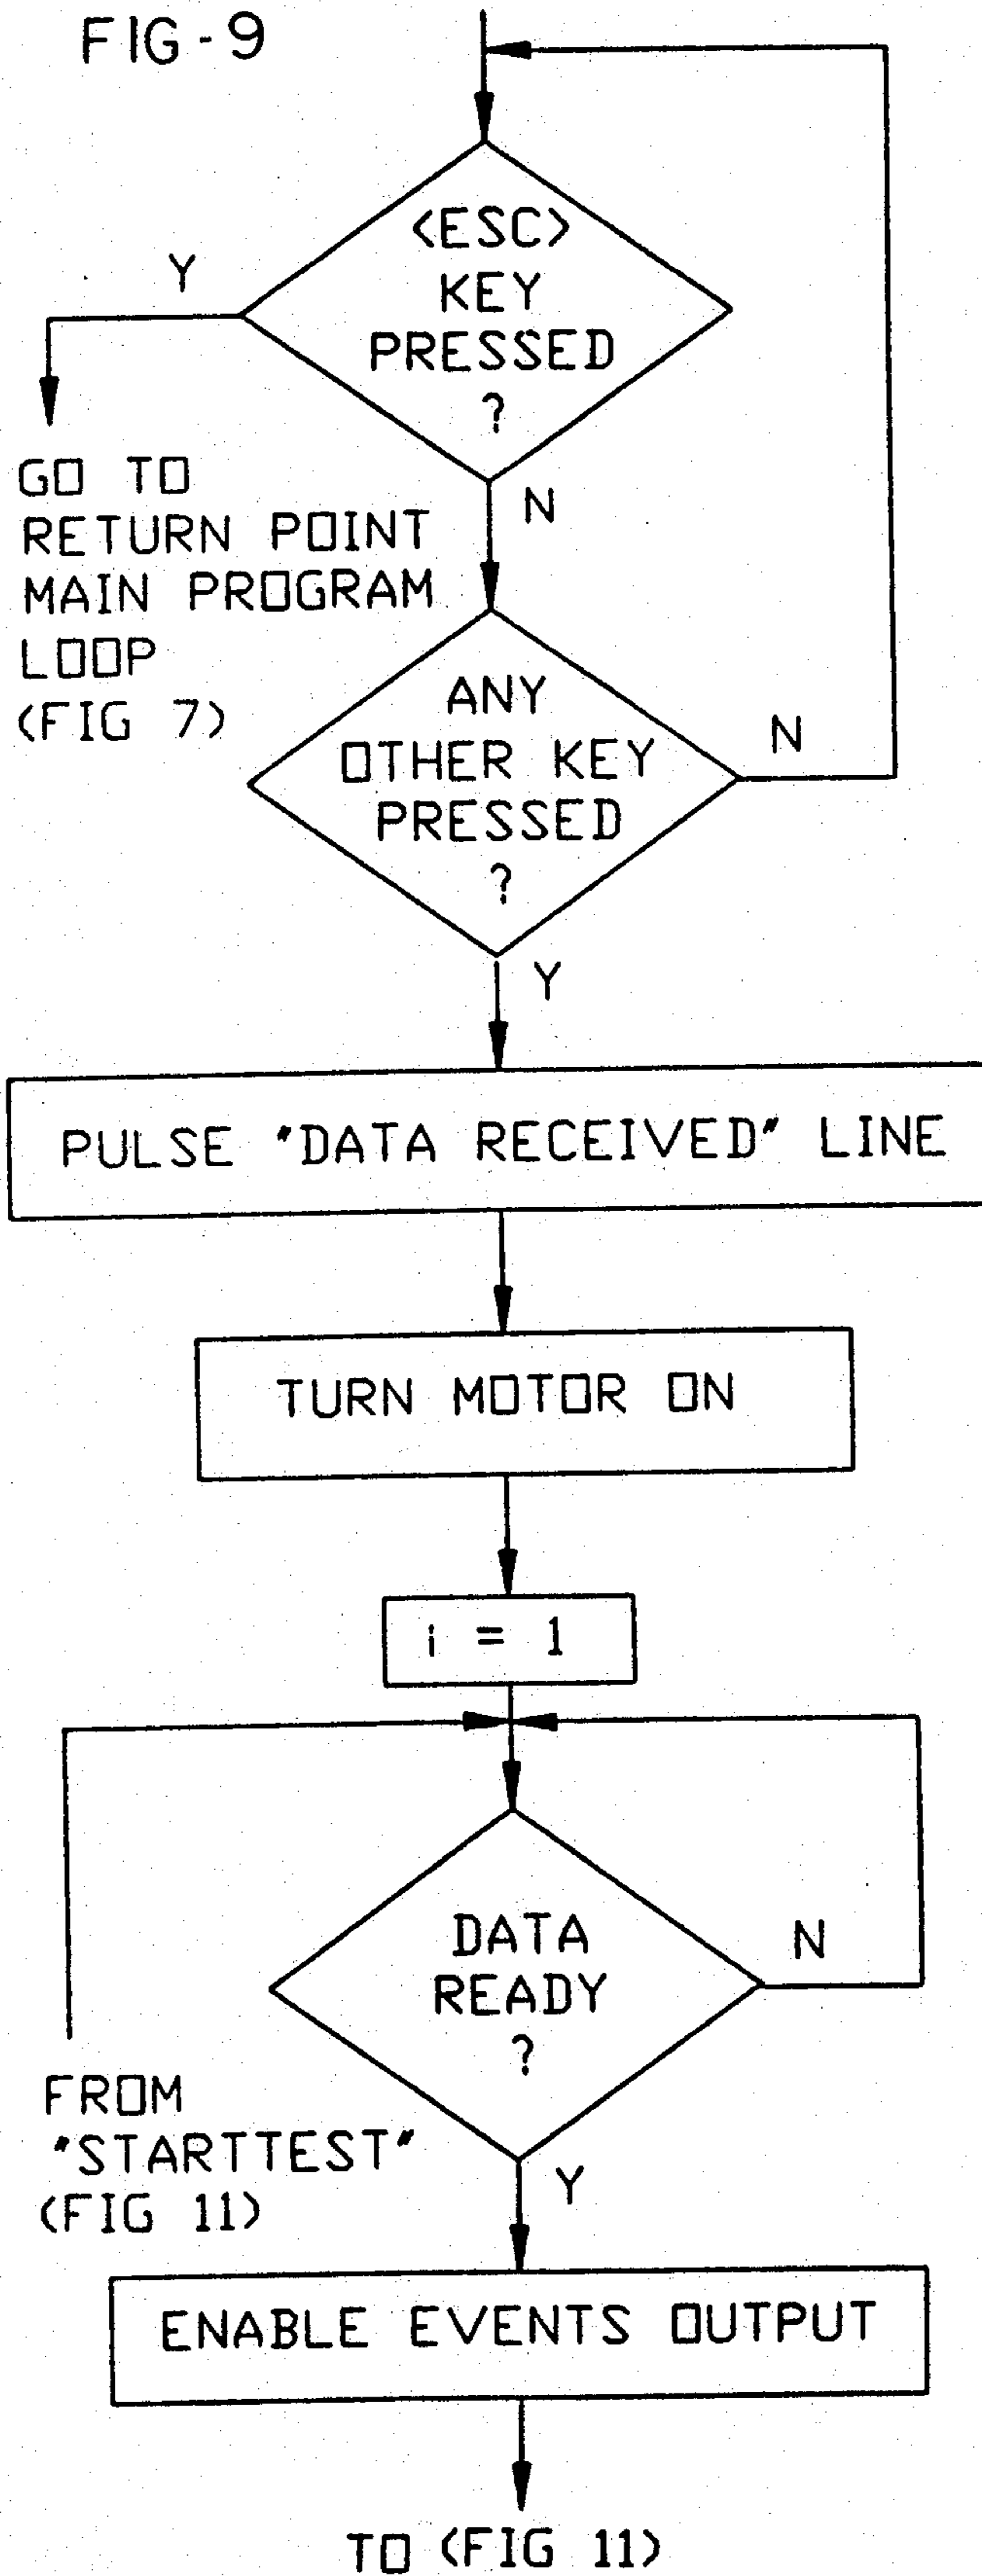 FIG-9
<ESC>
KEY
PRESSED
?
Y
N
GO TO
RETURN POINT
MAIN PROGRAM
LOOP
(FIG 7)
ANY
OTHER KEY
PRESSED
?
N
Y
PULSE "DATA RECEIVED" LINE
TURN MOTOR ON
i = 1
DATA
READY
?
N
Y
FROM
"STARTTEST"
(FIG 11)
ENABLE EVENTS OUTPUT
TO (FIG 11)